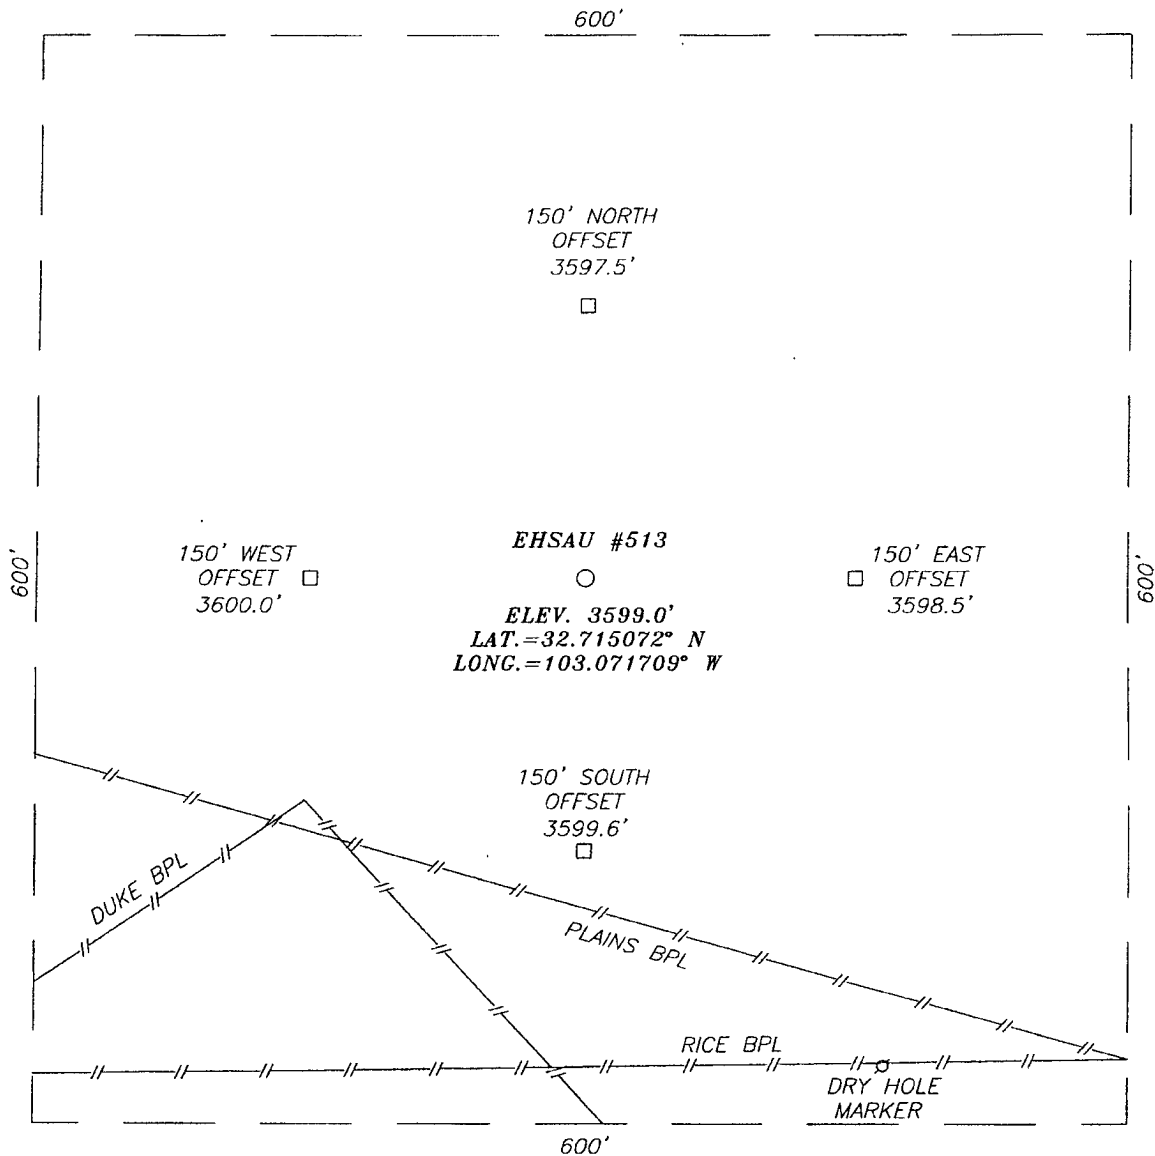 600'
150' NORTH
OFFSET
3597.5'
600'
150' WEST
OFFSET
3600.0'
EHSAU #513
ELEV. 3599.0'
LAT.=32.715072° N
LONG.=103.071709° W
150' EAST
OFFSET
3598.5'
600'
150' SOUTH
OFFSET
3599.6'
DUKE BPL
PLAINS BPL
RICE BPL
DRY HOLE
MARKER
600'